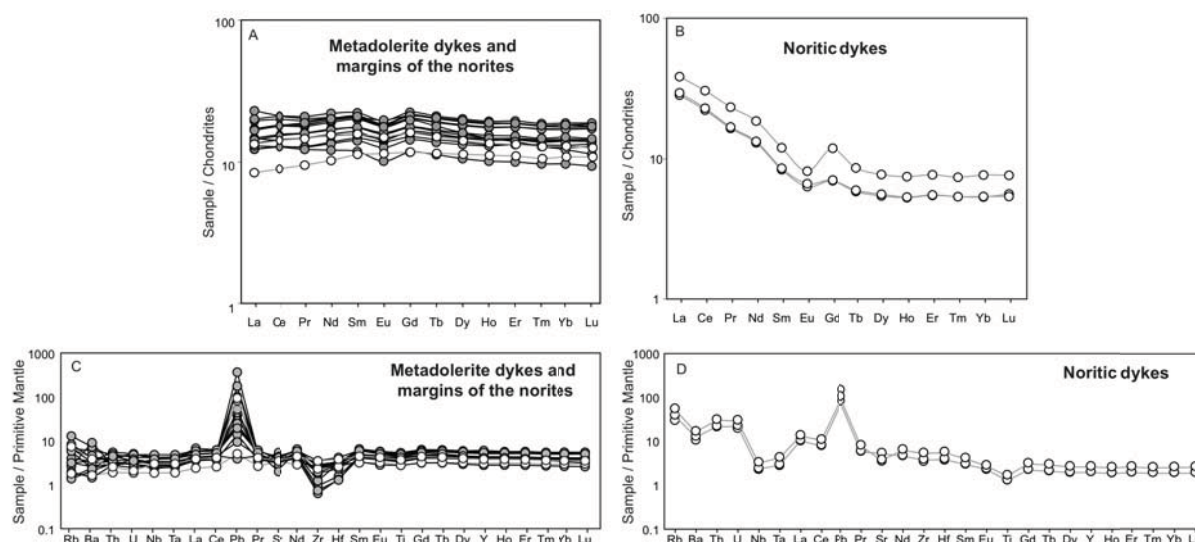 100
A
Metadolerite dykes and
margins of the norites
Sample / Chondrites
10
1
La Ce Pr Nd Sm Eu Gd Tb Dy Ho Er Tm Yb Lu
100
B
Noritic dykes
Sample / Chondrites
10
1
La Ce Pr Nd Sm Eu Gd Tb Dy Ho Er Tm Yb Lu
1000
C
Metadolerite dykes and
margins of the norites
Sample / Primitive Mantle
100
10
1
0.1
Rb Ba Th U Nb Ta La Ce Pb Pr Sr Nd Zr Hf Sm Eu Ti Gd Tb Dy Y Ho Er Tm Yb Lu
1000
D
Noritic dykes
Sample / Primitive Mantle
100
10
1
0.1
Rb Ba Th U Nb Ta La Ce Pb Pr Sr Nd Zr Hf Sm Eu Ti Gd Tb Dy Y Ho Er Tm Yb